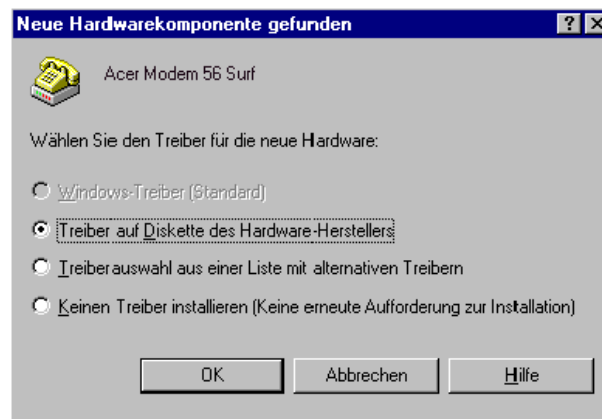 Neue Hardwarekomponente gefunden
Acer Modem 56 Surf
Wählen Sie den Treiber für die neue Hardware:
Windows-Treiber (Standard)
Treiber auf Diskette des Hardware-Herstellers
Treiberauswahl aus einer Liste mit alternativen Treibern
Keinen Treiber installieren (Keine erneute Aufforderung zur Installation)
OK
Abbrechen
Hilfe